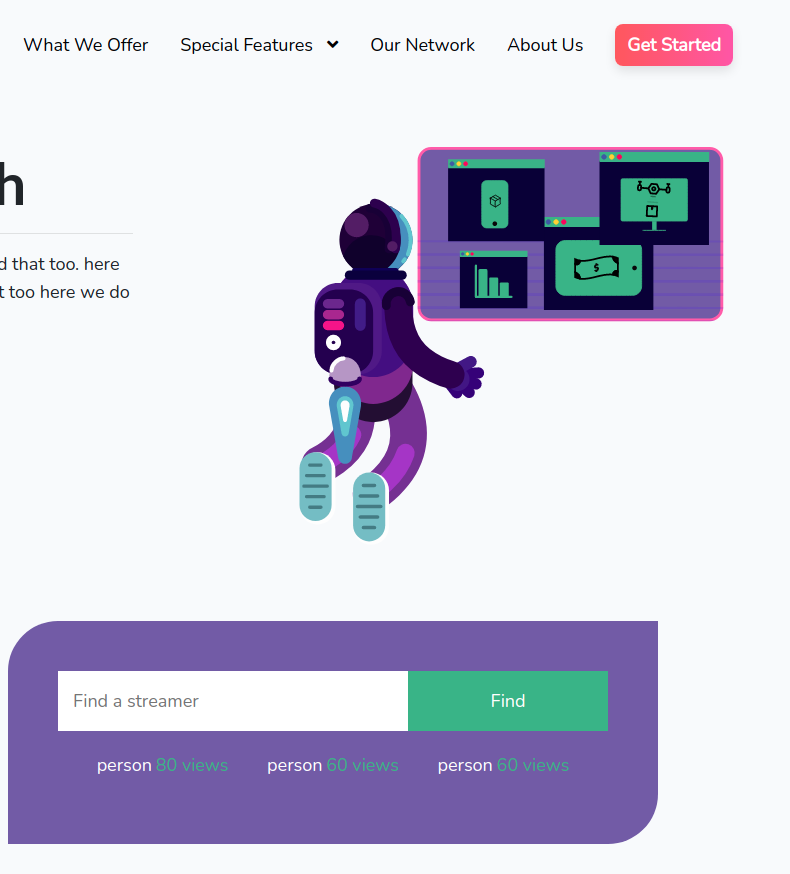 What We Offer Special Features Our Network About Us Get Started
h
d that too. here
t too here we do
$
Find a streamer Find
person 80 views person 60 views person 60 views